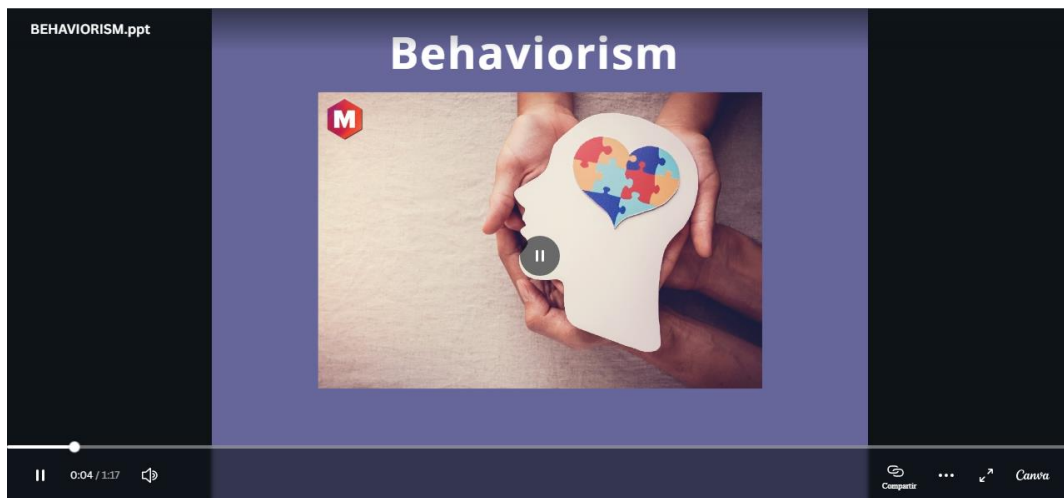 BEHAVIORISM.ppt
Behaviorism
M
0:04 / 1:17
Compartir
Canva